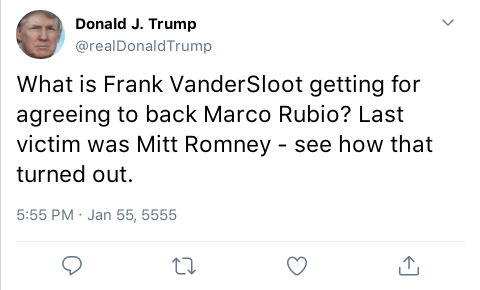 Donald J. Trump
@realDonaldTrump
What is Frank VanderSloot getting for
agreeing to back Marco Rubio? Last
victim was Mitt Romney - see how that
turned out.
5:55 PM · Jan 55, 5555